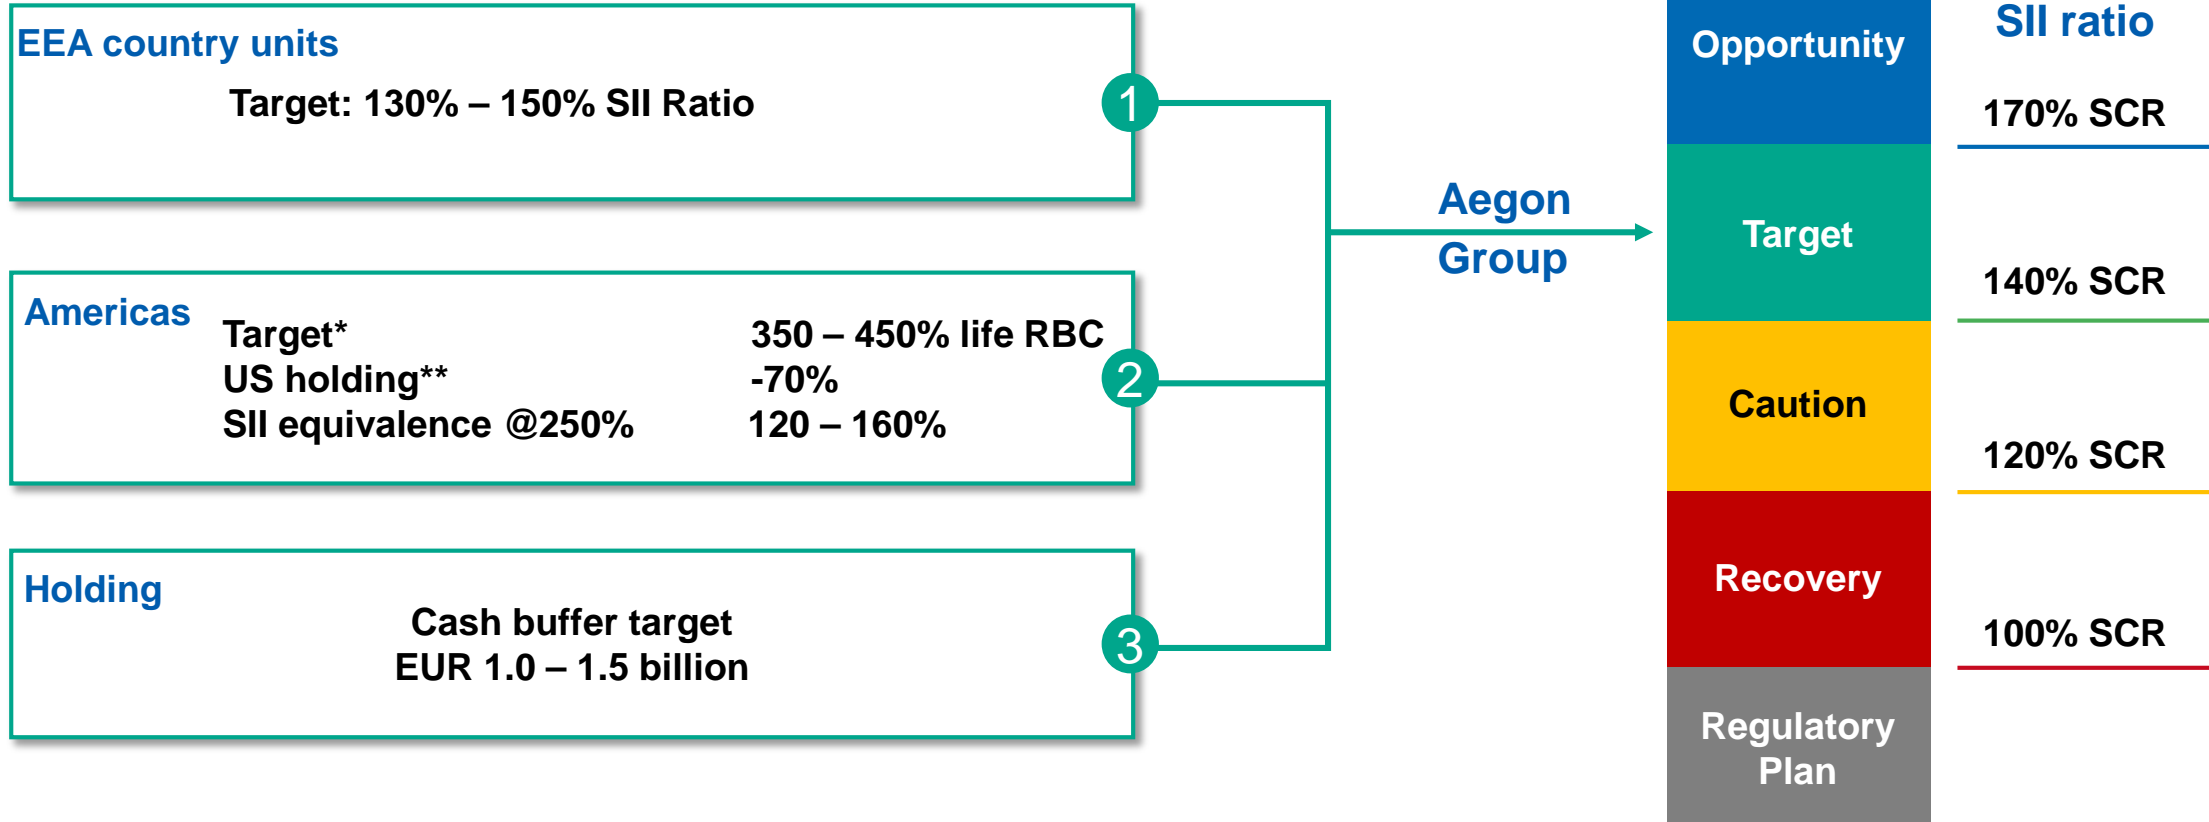 EEA country units
Target: 130% – 150% SII Ratio
1
Americas
Target* 350 – 450% life RBC
US holding** -70%
SII equivalence @250% 120 – 160%
2
Holding
Cash buffer target
EUR 1.0 – 1.5 billion
3
Aegon
Group
Opportunity
Target
Caution
Recovery
Regulatory
Plan
SII ratio
170% SCR
140% SCR
120% SCR
100% SCR